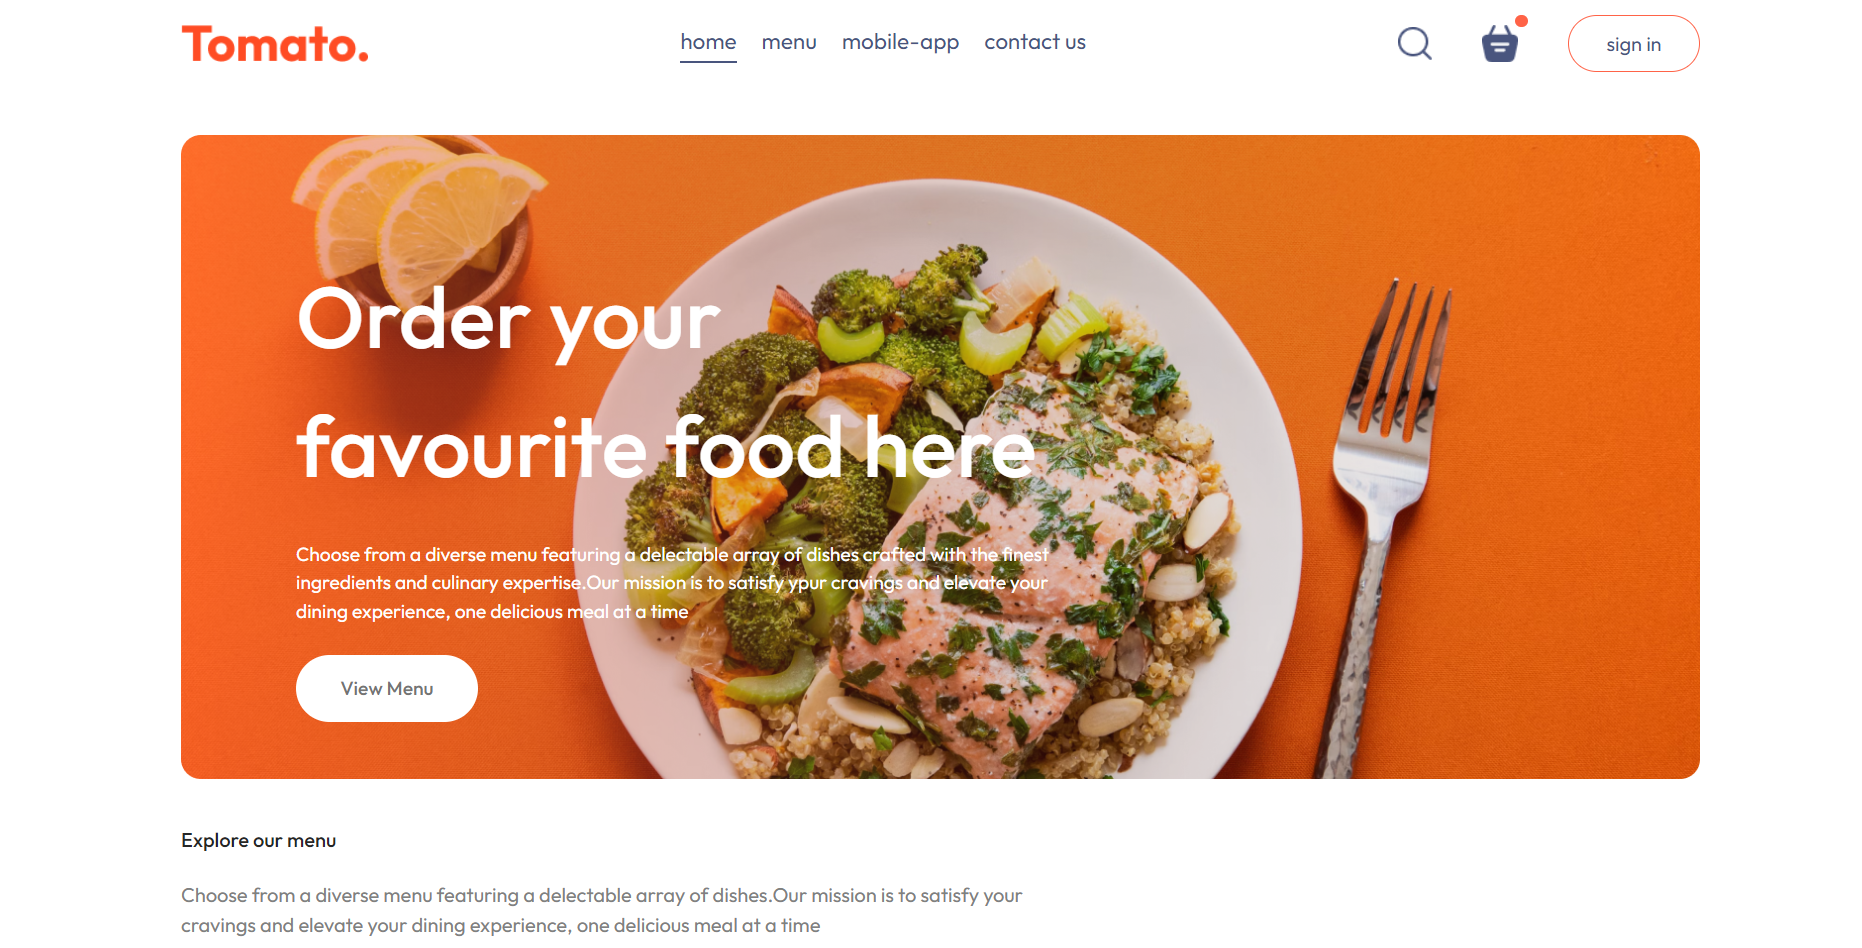 Tomato.
home menu mobile-app contact us
sign in
Order your
favourite food here
Choose from a diverse menu featuring a delectable array of dishes crafted with the finest
ingredients and culinary expertise.Our mission is to satisfy ypur cravings and elevate your
dining experience, one delicious meal at a time
View Menu
Explore our menu
Choose from a diverse menu featuring a delectable array of dishes.Our mission is to satisfy your
cravings and elevate your dining experience, one delicious meal at a time